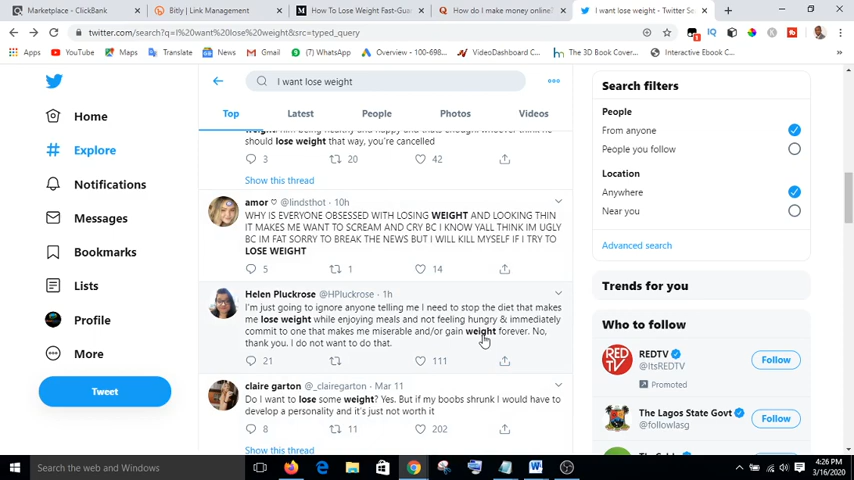 Marketplace - ClickBank
Bitly | Link Management
How To Lose Weight Fast-Gua
How do I make money online?
I want lose weight - Twitter Sea
twitter.com/search?q=I%20want%20lose%20weight&src=typed_query
Apps
YouTube
Maps
Translate
News
Gmail
(7) WhatsApp
Overview - 100-698...
VideoDashboard C...
The 3D Book Cover...
Interactive Ebook C...
I want lose weight
Top
Latest
People
Photos
Videos
Home
Explore
Notifications
Messages
Bookmarks
Lists
Profile
More
Tweet
should lose weight that way, you're cancelled
3 20 42
Show this thread
amor ♡ @lindsthot · 10h
WHY IS EVERYONE OBSESSED WITH LOSING WEIGHT AND LOOKING THIN
IT MAKES ME WANT TO SCREAM AND CRY BC I KNOW YALL THINK IM UGLY
BC IM FAT SORRY TO BREAK THE NEWS BUT I WILL KILL MYSELF IF I TRY TO
LOSE WEIGHT
5 1 14
Helen Pluckrose @HPluckrose · 1h
I'm just going to ignore anyone telling me I need to stop the diet that makes
me lose weight while enjoying meals and not feeling hungry & immediately
commit to one that makes me miserable and/or gain weight forever. No,
thank you. I do not want to do that.
21 111
claire garton @_clairegarton · Mar 11
Do I want to lose some weight? Yes. But if my boobs shrunk I would have to
develop a personality and it's just not worth it
8 11 202
Show this thread
Search filters
People
From anyone
People you follow
Location
Anywhere
Near you
Advanced search
Trends for you
Who to follow
REDTV
@ItsREDTV
Promoted
Follow
The Lagos State Govt
@followlasg
Follow
Search the web and Windows
4:26 PM
3/16/2020